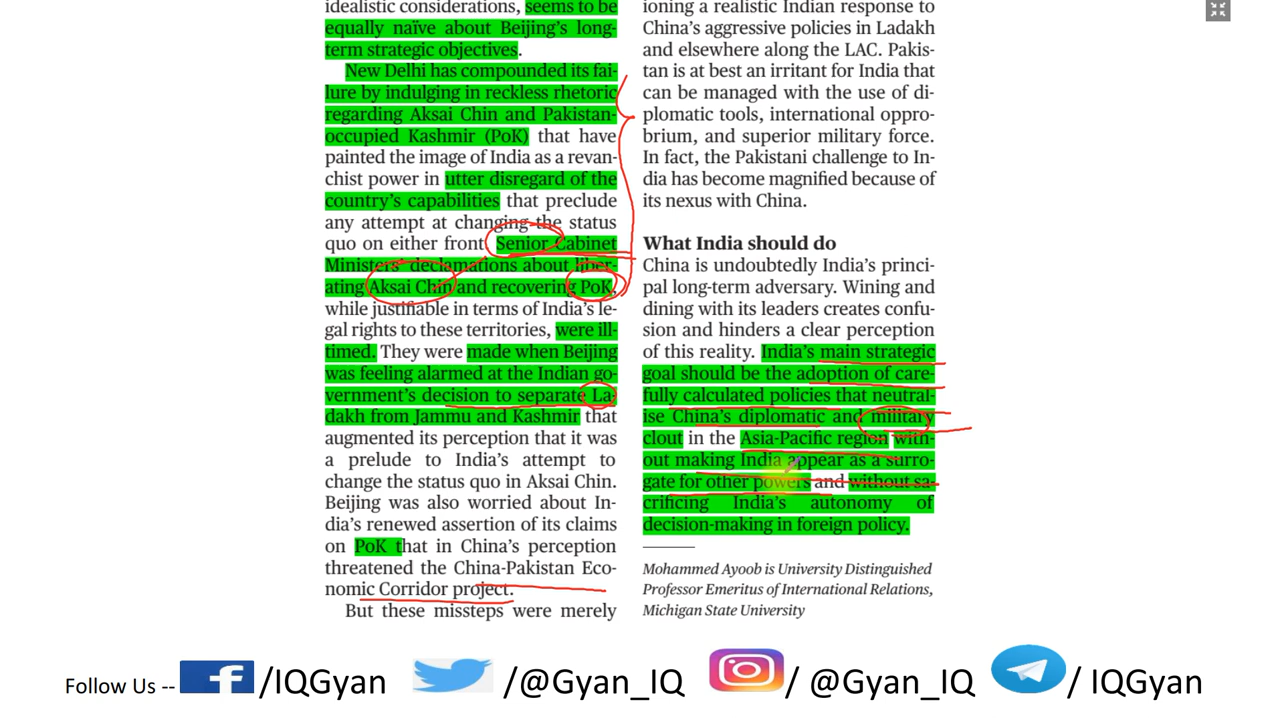 idealistic considerations, seems to be
equally naïve about Beijing's long-
term strategic objectives.
New Delhi has compounded its fai-
lure by indulging in reckless rhetoric
regarding Aksai Chin and Pakistan-
occupied Kashmir (PoK) that have
painted the image of India as a revan-
chist power in utter disregard of the
country's capabilities that preclude
any attempt at changing the status
quo on either front. Senior Cabinet
Ministers' declamations about liber-
ating Aksai Chin and recovering PoK,
while justifiable in terms of India's le-
gal rights to these territories, were ill-
timed. They were made when Beijing
was feeling alarmed at the Indian go-
vernment's decision to separate La-
dakh from Jammu and Kashmir that
augmented its perception that it was
a prelude to India's attempt to
change the status quo in Aksai Chin.
Beijing was also worried about In-
dia's renewed assertion of its claims
on PoK that in China's perception
threatened the China-Pakistan Eco-
nomic Corridor project.
But these missteps were merely
ioning a realistic Indian response to
China's aggressive policies in Ladakh
and elsewhere along the LAC. Pakis-
tan is at best an irritant for India that
can be managed with the use of di-
plomatic tools, international oppro-
brium, and superior military force.
In fact, the Pakistani challenge to In-
dia has become magnified because of
its nexus with China.
What India should do
China is undoubtedly India's princi-
pal long-term adversary. Wining and
dining with its leaders creates confu-
sion and hinders a clear perception
of this reality. India's main strategic
goal should be the adoption of care-
fully calculated policies that neutral-
ise China's diplomatic and military
clout in the Asia-Pacific region with-
out making India appear as a surro-
gate for other powers and without sa-
crificing India's autonomy of
decision-making in foreign policy.
Mohammed Ayoob is University Distinguished
Professor Emeritus of International Relations,
Michigan State University
Follow Us -- f /IQGyan /@Gyan_IQ / @Gyan_IQ / IQGyan